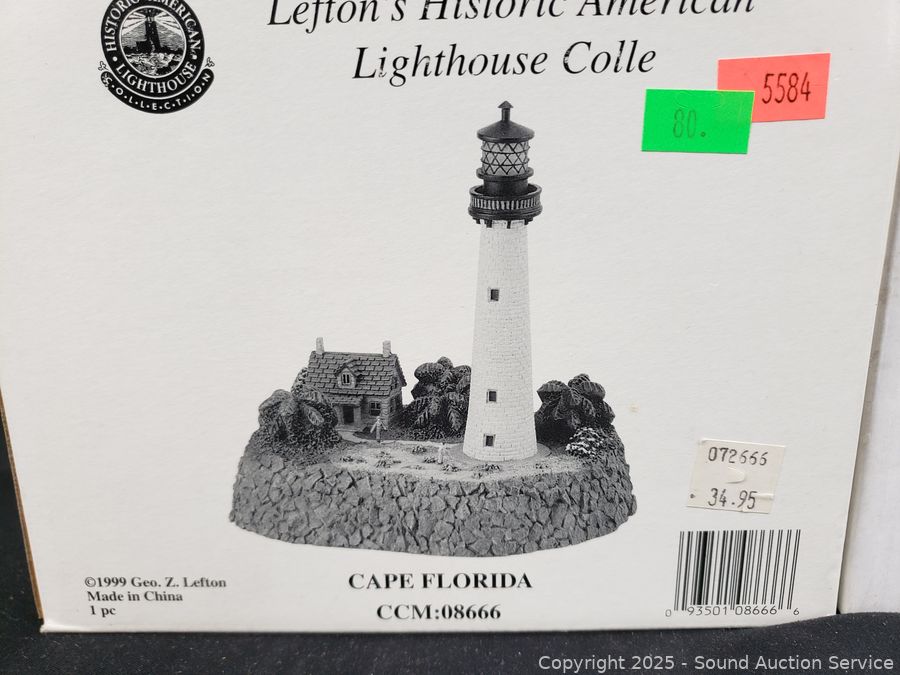 HISTORIC AMERICAN
LIGHTHOUSE
COLLECTION
Lefton's Historic American
Lighthouse Colle
5584
80.
072666
34.95
©1999 Geo. Z. Lefton
Made in China
1 pc
CAPE FLORIDA
CCM:08666
0 93501 08666 6
Copyright 2025 - Sound Auction Service